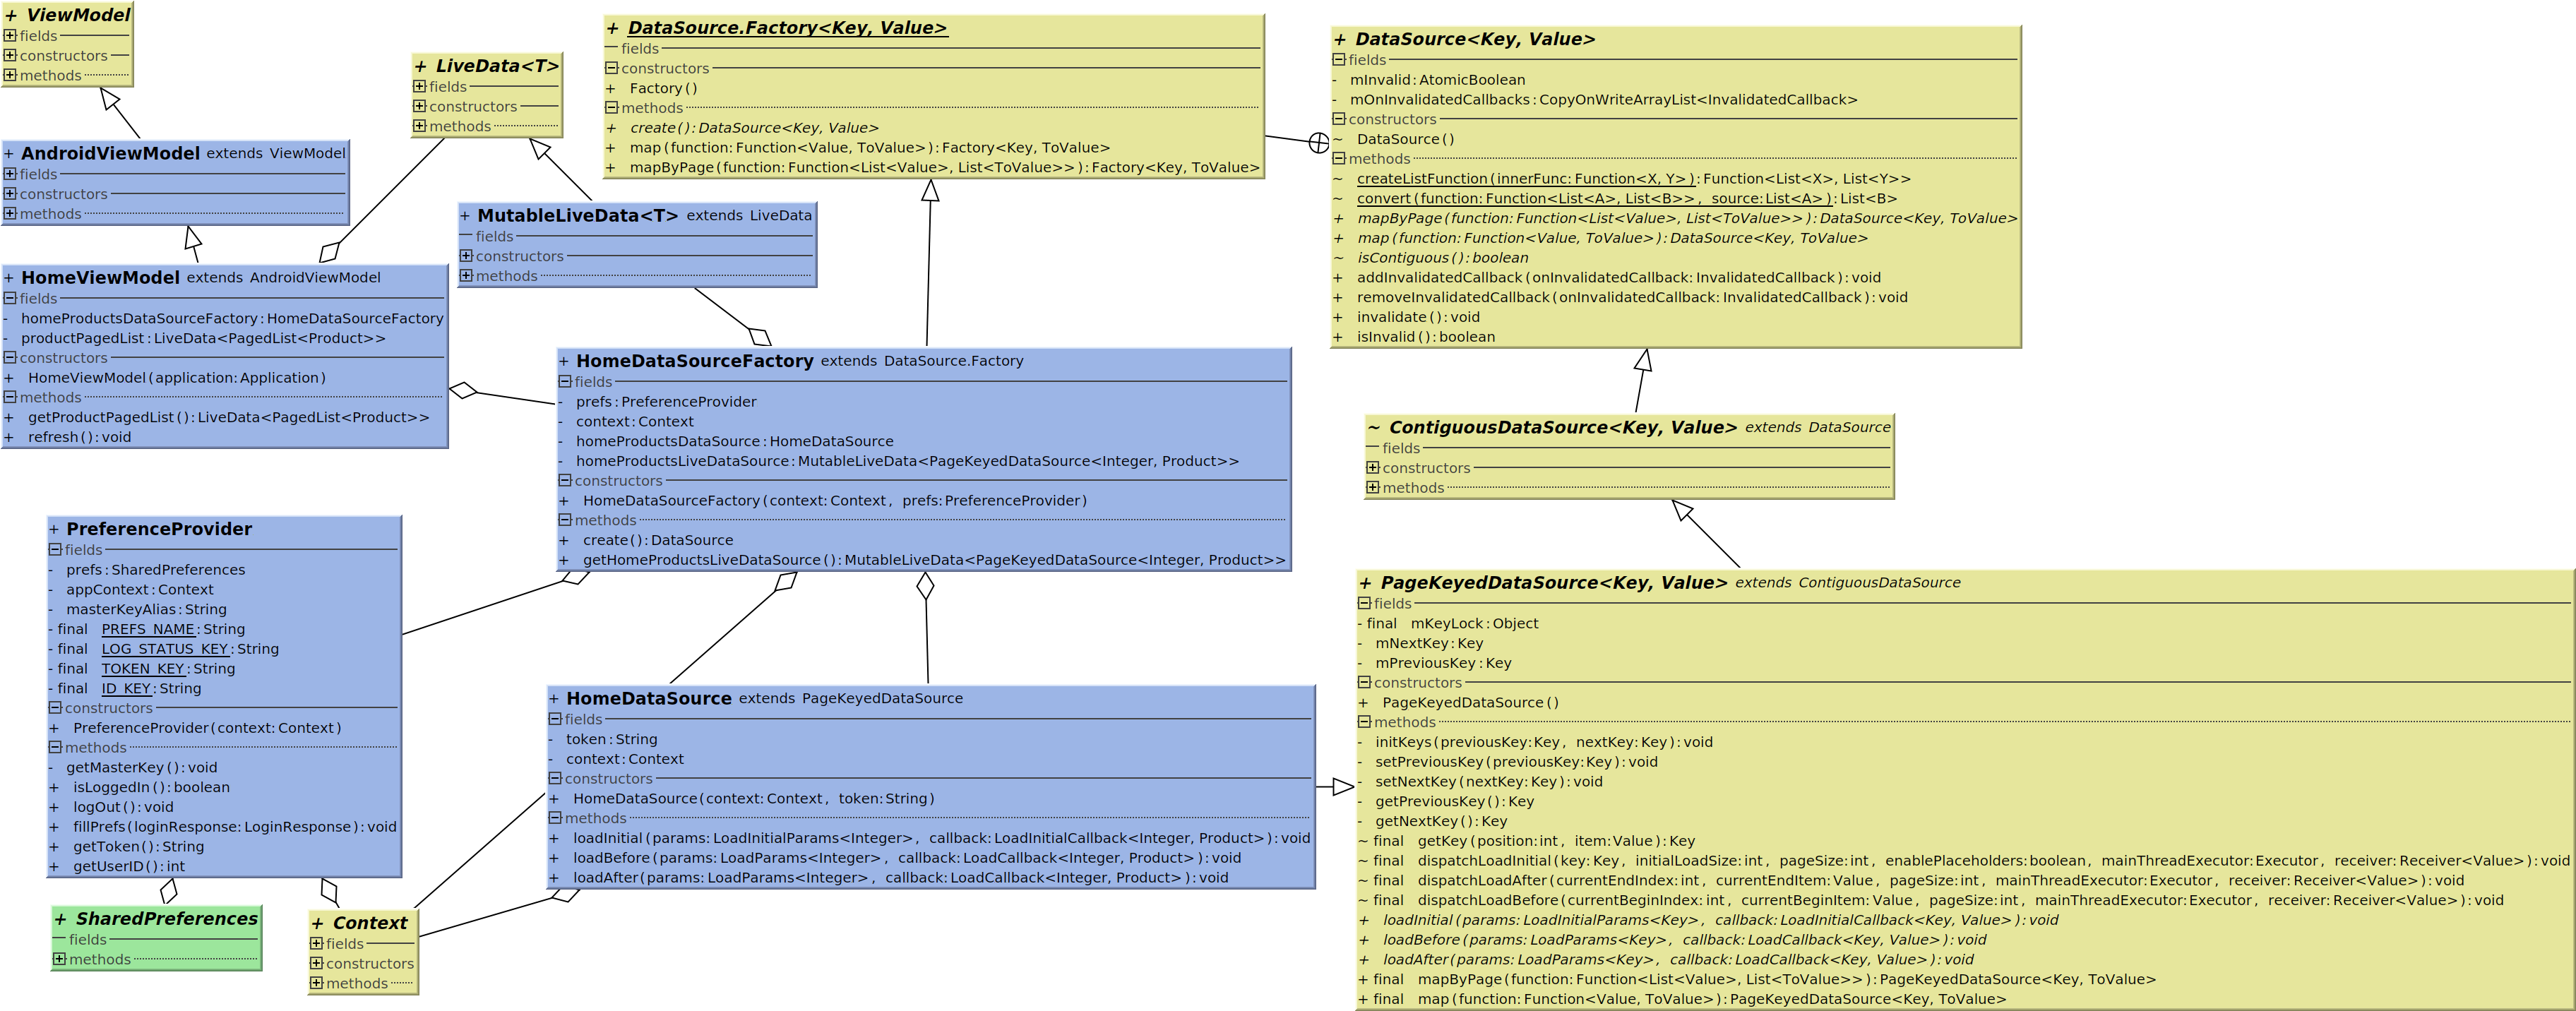 + ViewModel
fields
constructors
methods
+ AndroidViewModel extends ViewModel
fields
constructors
methods
+ HomeViewModel extends AndroidViewModel
fields
- homeProductsDataSourceFactory:HomeDataSourceFactory
- productPagedList:LiveData<PagedList<Product>>
constructors
+ HomeViewModel(application:Application)
methods
+ getProductPagedList():LiveData<PagedList<Product>>
+ refresh():void
+ LiveData<T>
fields
constructors
methods
+ MutableLiveData<T> extends LiveData
fields
constructors
methods
+ DataSource.Factory<Key, Value>
fields
constructors
+ Factory()
methods
+ create():DataSource<Key, Value>
+ map(function:Function<Value, ToValue>):Factory<Key, ToValue>
+ mapByPage(function:Function<List<Value>, List<ToValue>>):Factory<Key, ToValue>
+ DataSource<Key, Value>
fields
- mInvalid:AtomicBoolean
- mOnInvalidatedCallbacks:CopyOnWriteArrayList<InvalidatedCallback>
constructors
~ DataSource()
methods
~ createListFunction(innerFunc:Function<X, Y>):Function<List<X>, List<Y>>
~ convert(function:Function<List<A>, List<B>>, source:List<A>):List<B>
+ mapByPage(function:Function<List<Value>, List<ToValue>>):DataSource<Key, ToValue>
+ map(function:Function<Value, ToValue>):DataSource<Key, ToValue>
~ isContiguous():boolean
+ addInvalidatedCallback(onInvalidatedCallback:InvalidatedCallback):void
+ removeInvalidatedCallback(onInvalidatedCallback:InvalidatedCallback):void
+ invalidate():void
+ isInvalid():boolean
+ HomeDataSourceFactory extends DataSource.Factory
fields
- prefs:PreferenceProvider
- context:Context
- homeProductsDataSource:HomeDataSource
- homeProductsLiveDataSource:MutableLiveData<PageKeyedDataSource<Integer, Product>>
constructors
+ HomeDataSourceFactory(context:Context, prefs:PreferenceProvider)
methods
+ create():DataSource
+ getHomeProductsLiveDataSource():MutableLiveData<PageKeyedDataSource<Integer, Product>>
~ ContiguousDataSource<Key, Value> extends DataSource
fields
constructors
methods
+ PreferenceProvider
fields
- prefs:SharedPreferences
- appContext:Context
- masterKeyAlias:String
- final PREFS_NAME:String
- final LOG_STATUS_KEY:String
- final TOKEN_KEY:String
- final ID_KEY:String
constructors
+ PreferenceProvider(context:Context)
methods
- getMasterKey():void
+ isLoggedIn():boolean
+ logOut():void
+ fillPrefs(loginResponse:LoginResponse):void
+ getToken():String
+ getUserID():int
+ SharedPreferences
fields
methods
+ Context
fields
constructors
methods
+ HomeDataSource extends PageKeyedDataSource
fields
- token:String
- context:Context
constructors
+ HomeDataSource(context:Context, token:String)
methods
+ loadInitial(params:LoadInitialParams<Integer>, callback:LoadInitialCallback<Integer, Product>):void
+ loadBefore(params:LoadParams<Integer>, callback:LoadCallback<Integer, Product>):void
+ loadAfter(params:LoadParams<Integer>, callback:LoadCallback<Integer, Product>):void
+ PageKeyedDataSource<Key, Value> extends ContiguousDataSource
fields
- final mKeyLock:Object
- mNextKey:Key
- mPreviousKey:Key
constructors
+ PageKeyedDataSource()
methods
- initKeys(previousKey:Key, nextKey:Key):void
- setPreviousKey(previousKey:Key):void
- setNextKey(nextKey:Key):void
- getPreviousKey():Key
- getNextKey():Key
~ final getKey(position:int, item:Value):Key
~ final dispatchLoadInitial(key:Key, initialLoadSize:int, pageSize:int, enablePlaceholders:boolean, mainThreadExecutor:Executor, receiver:Receiver<Value>):void
~ final dispatchLoadAfter(currentEndIndex:int, currentEndItem:Value, pageSize:int, mainThreadExecutor:Executor, receiver:Receiver<Value>):void
~ final dispatchLoadBefore(currentBeginIndex:int, currentBeginItem:Value, pageSize:int, mainThreadExecutor:Executor, receiver:Receiver<Value>):void
+ loadInitial(params:LoadInitialParams<Key>, callback:LoadInitialCallback<Key, Value>):void
+ loadBefore(params:LoadParams<Key>, callback:LoadCallback<Key, Value>):void
+ loadAfter(params:LoadParams<Key>, callback:LoadCallback<Key, Value>):void
+ final mapByPage(function:Function<List<Value>, List<ToValue>>):PageKeyedDataSource<Key, ToValue>
+ final map(function:Function<Value, ToValue>):PageKeyedDataSource<Key, ToValue>